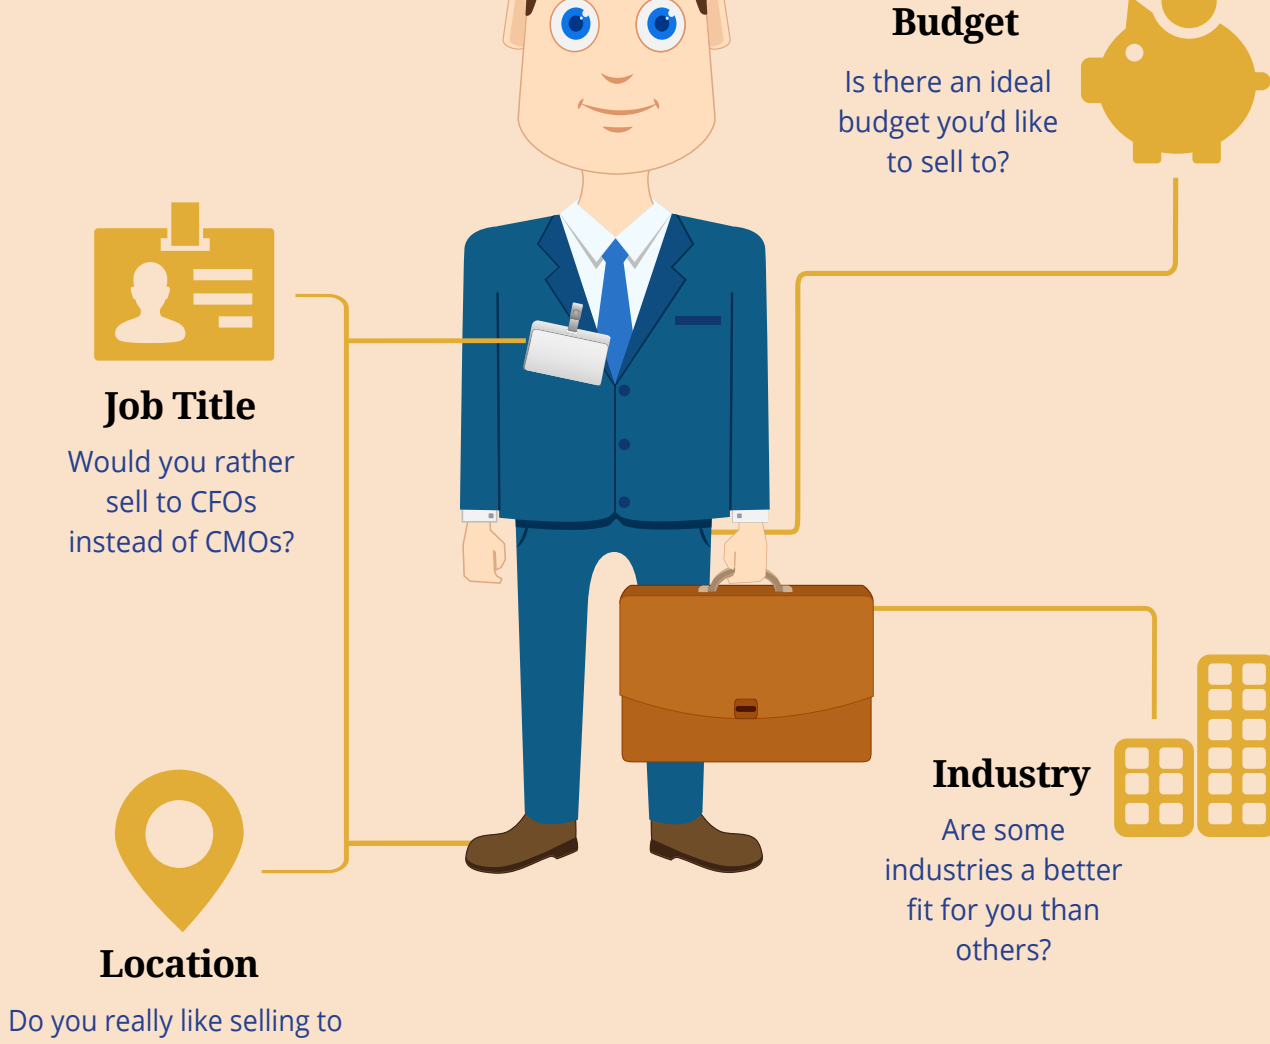 Budget
Is there an ideal
budget you’d like
to sell to?
Job Title
Would you rather
sell to CFOs
instead of CMOs?
Industry
Are some
industries a better
fit for you than
others?
Location
Do you really like selling to